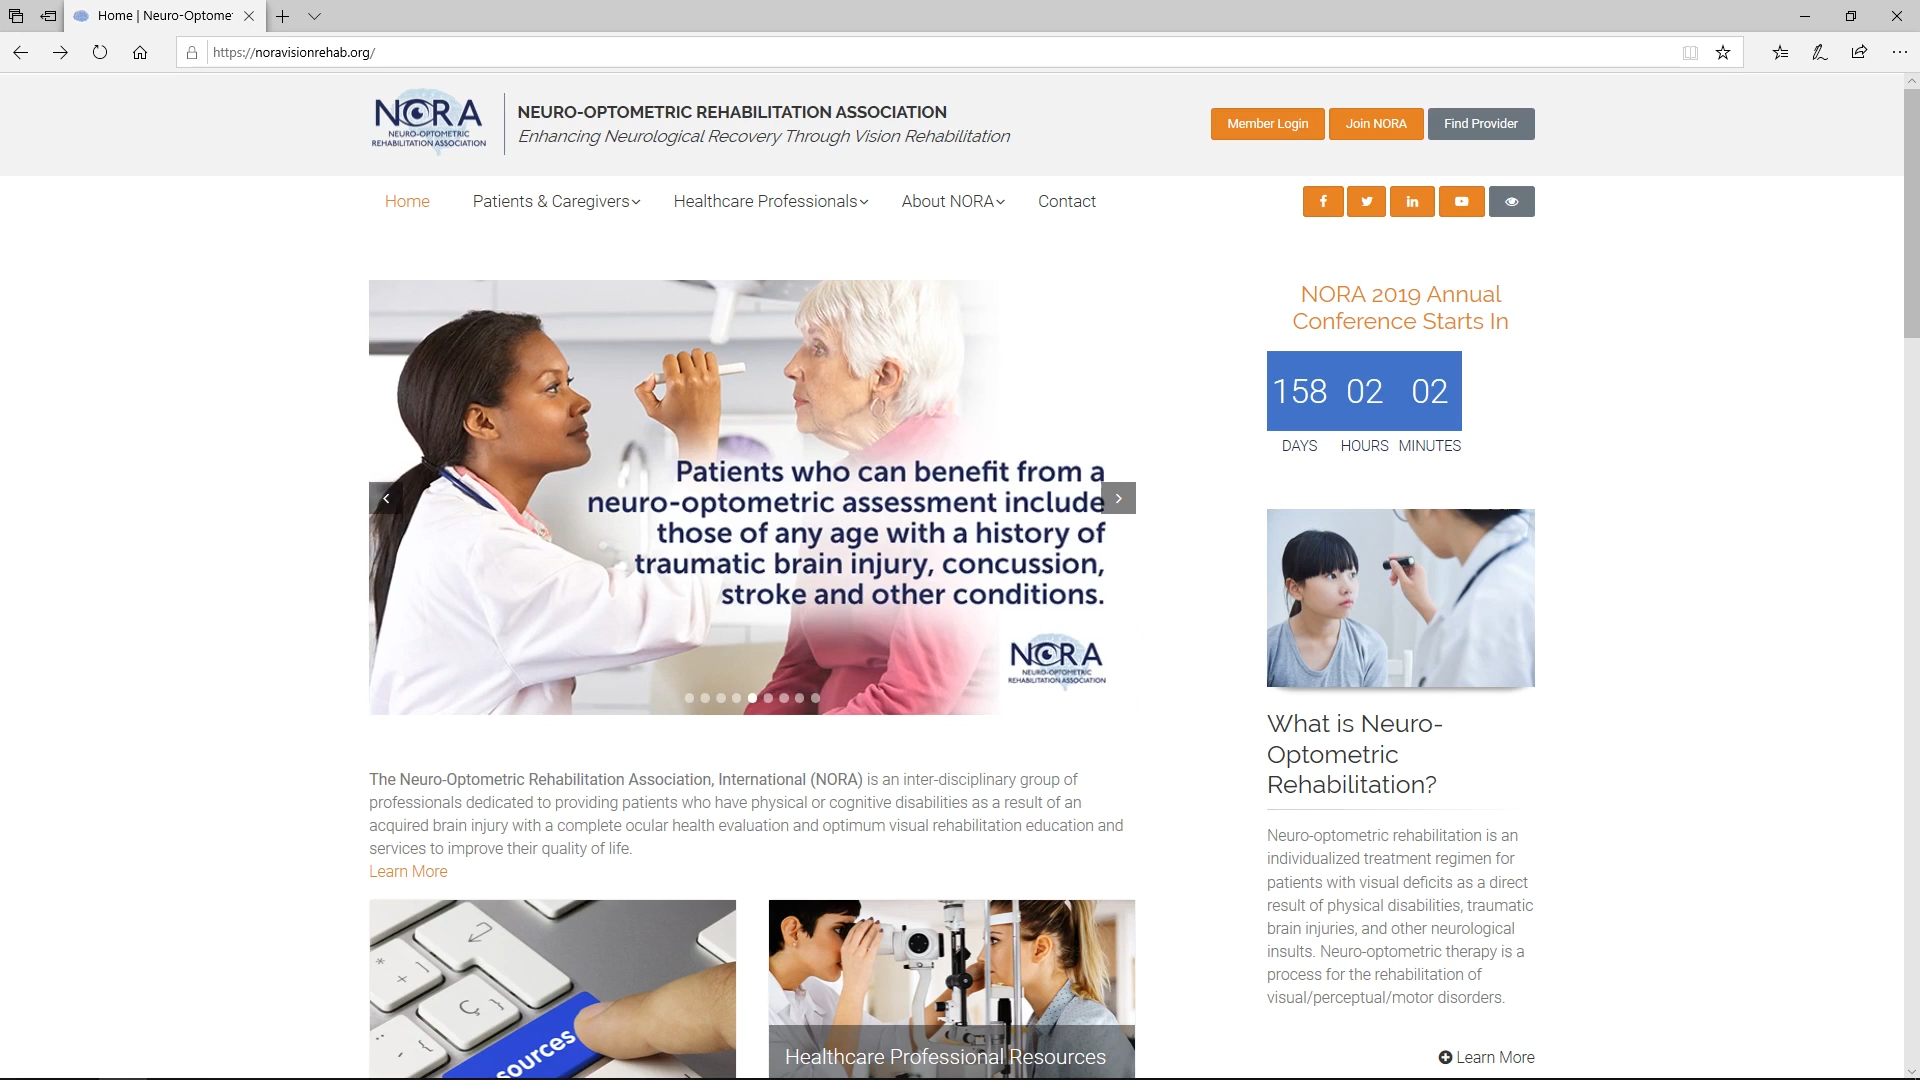 Home | Neuro-Optome
https://noravisionrehab.org/
NORA
NEURO-OPTOMETRIC
REHABILITATION ASSOCIATION
NEURO-OPTOMETRIC REHABILITATION ASSOCIATION
Enhancing Neurological Recovery Through Vision Rehabilitation
Member Login
Join NORA
Find Provider
Home
Patients & Caregivers
Healthcare Professionals
About NORA
Contact
Patients who can benefit from a
neuro-optometric assessment include
those of any age with a history of
traumatic brain injury, concussion,
stroke and other conditions.
NORA
NEURO-OPTOMETRIC
REHABILITATION ASSOCIATION
The Neuro-Optometric Rehabilitation Association, International (NORA) is an inter-disciplinary group of
professionals dedicated to providing patients who have physical or cognitive disabilities as a result of an
acquired brain injury with a complete ocular health evaluation and optimum visual rehabilitation education and
services to improve their quality of life.
Learn More
sources
Healthcare Professional Resources
NORA 2019 Annual
Conference Starts In
158 02 02
DAYS HOURS MINUTES
What is Neuro-
Optometric
Rehabilitation?
Neuro-optometric rehabilitation is an
individualized treatment regimen for
patients with visual deficits as a direct
result of physical disabilities, traumatic
brain injuries, and other neurological
insults. Neuro-optometric therapy is a
process for the rehabilitation of
visual/perceptual/motor disorders.
Learn More